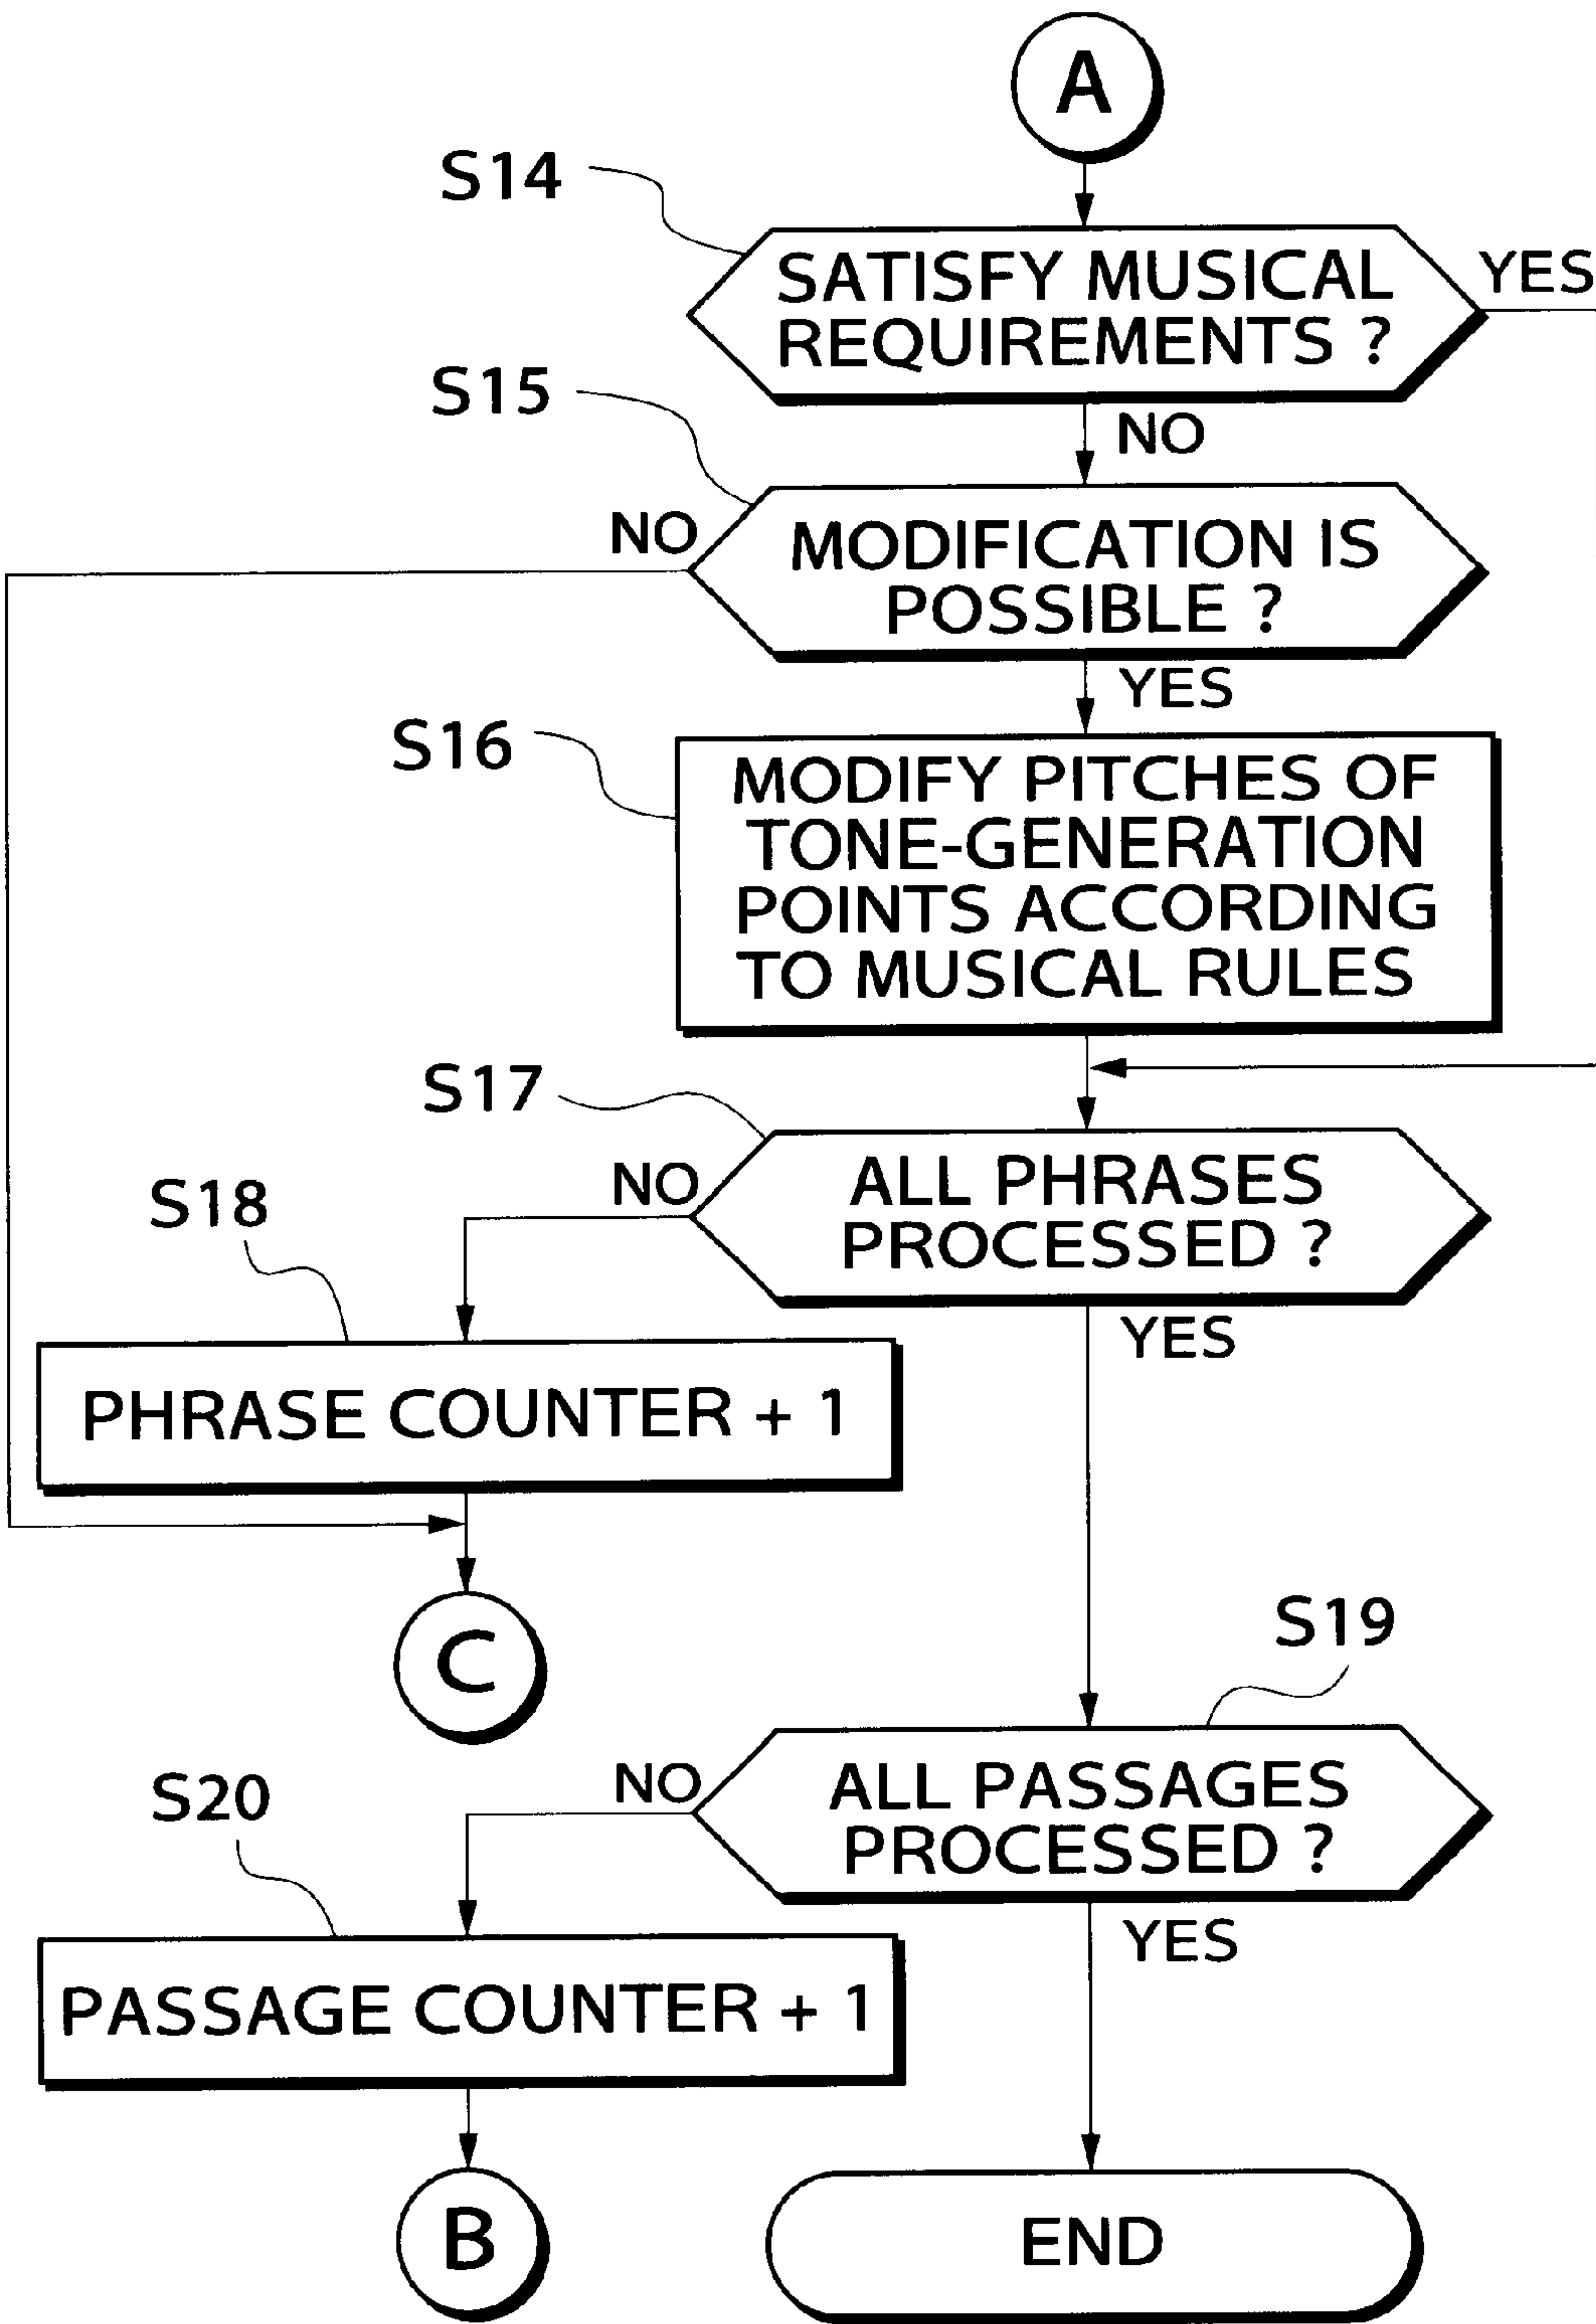 A
S14
SATISFY MUSICAL
REQUIREMENTS ?
YES
NO
S15
MODIFICATION IS
POSSIBLE ?
NO
YES
S16
MODIFY PITCHES OF
TONE-GENERATION
POINTS ACCORDING
TO MUSICAL RULES
S17
ALL PHRASES
PROCESSED ?
NO
YES
S18
PHRASE COUNTER + 1
C
S19
ALL PASSAGES
PROCESSED ?
NO
YES
S20
PASSAGE COUNTER + 1
B
END